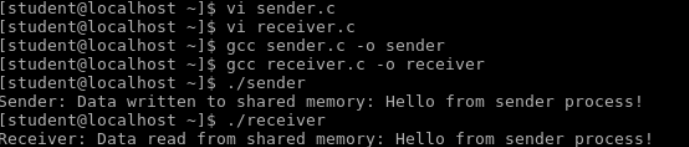 [student@localhost ~]$ vi sender.c
[student@localhost ~]$ vi receiver.c
[student@localhost ~]$ gcc sender.c -o sender
[student@localhost ~]$ gcc receiver.c -o receiver
[student@localhost ~]$ ./sender
Sender: Data written to shared memory: Hello from sender process!
[student@localhost ~]$ ./receiver
Receiver: Data read from shared memory: Hello from sender process!